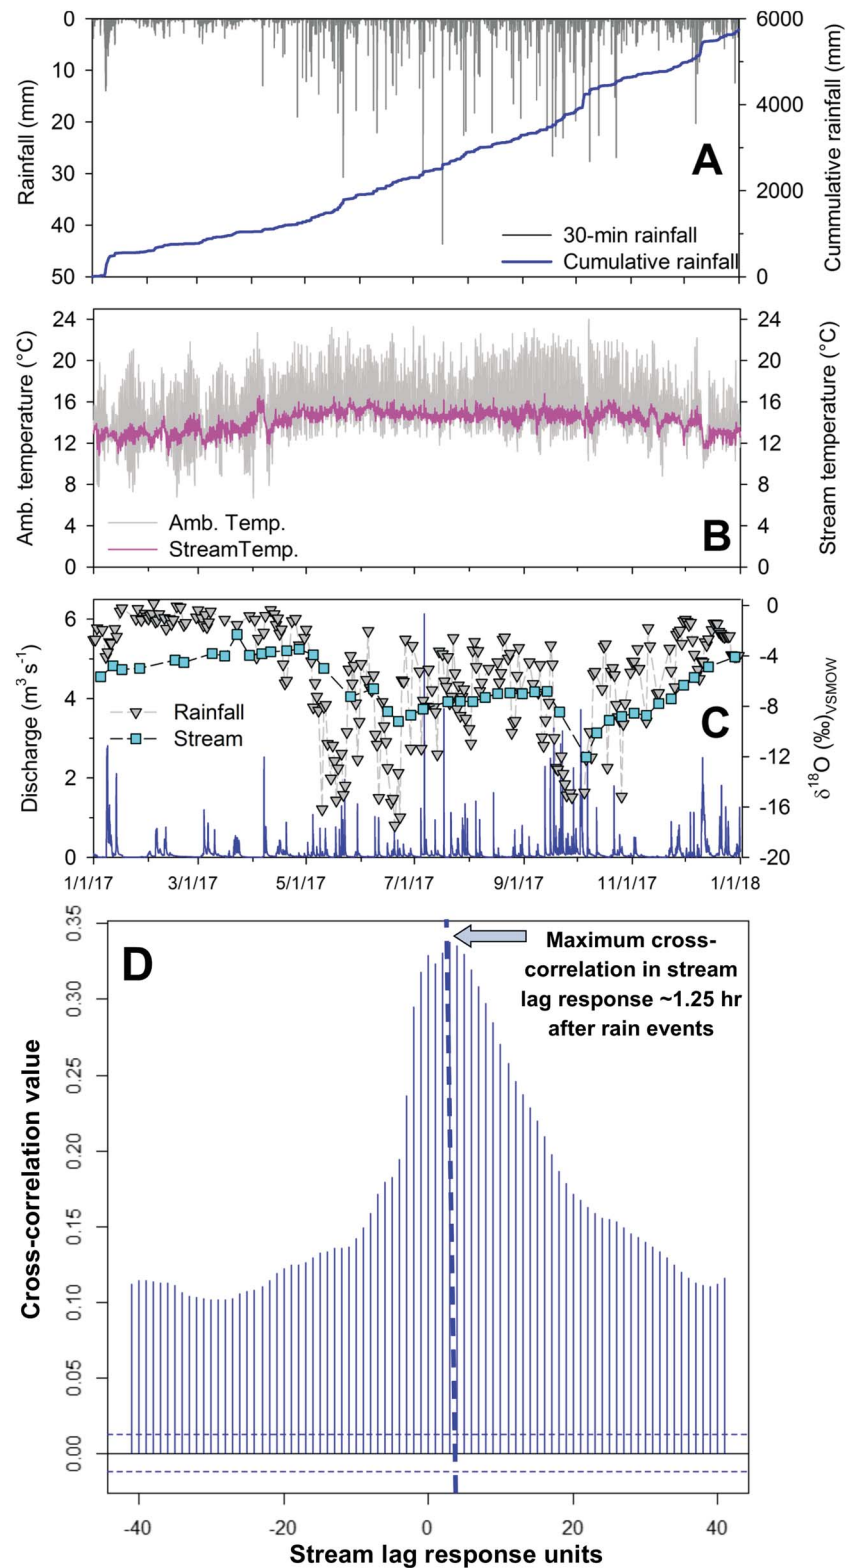 0
10
20
30
40
50
Rainfall (mm)
6000
4000
2000
0
Cummulative rainfall (mm)
A
30-min rainfall
Cumulative rainfall
24
20
16
12
8
4
0
Amb. temperature (°C)
24
20
16
12
8
4
0
Stream temperature (°C)
Amb. Temp.
StreamTemp.
B
6
4
2
0
Discharge (m³ s⁻¹)
0
-4
-8
-12
-16
-20
δ¹⁸O (‰)VSMOW
Rainfall
Stream
C
1/1/17 3/1/17 5/1/17 7/1/17 9/1/17 11/1/17 1/1/18
D
Maximum cross-
correlation in stream
lag response ~1.25 hr
after rain events
0.35
0.30
0.25
0.20
0.15
0.10
0.05
0.00
Cross-correlation value
-40 -20 0 20 40
Stream lag response units